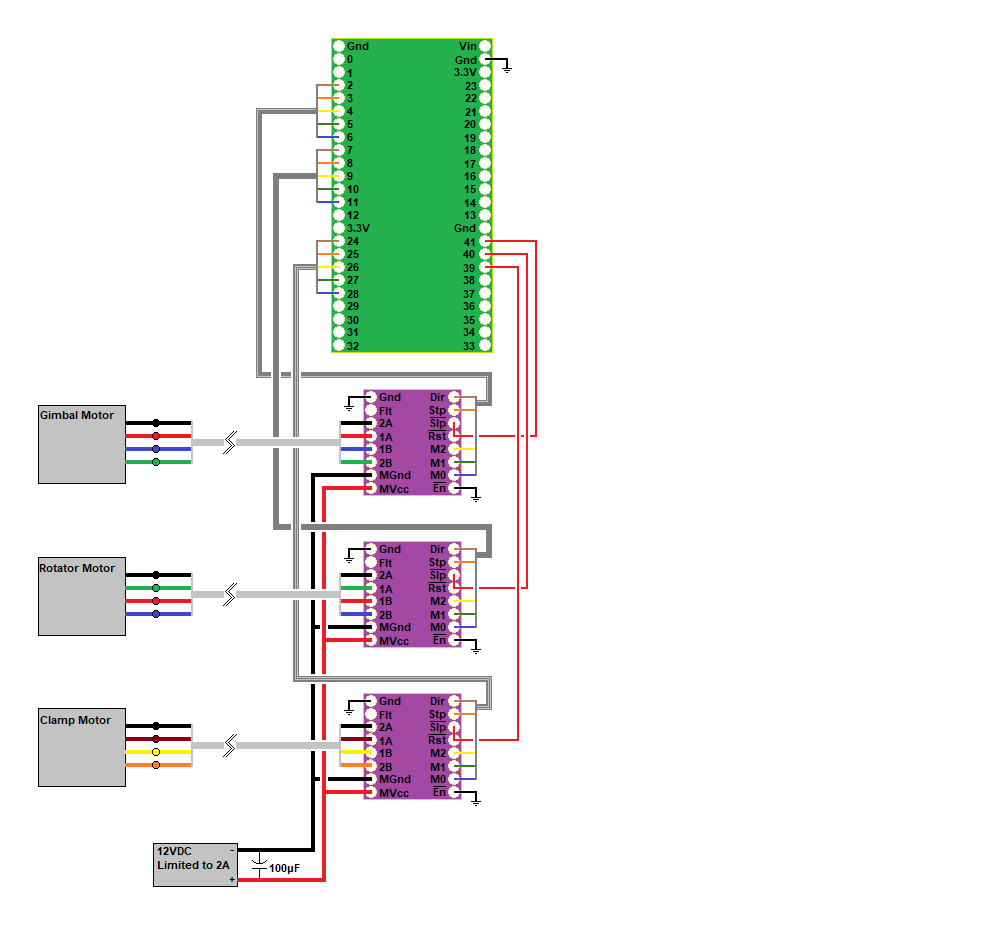 Gnd Vin
0 Gnd
1 3.3V
2 23
3 22
4 21
5 20
6 19
7 18
8 17
9 16
10 15
11 14
12 13
3.3V Gnd
24 41
25 40
26 39
27 38
28 37
29 36
30 35
31 34
32 33
Gimbal Motor
Gnd Dir
Flt Stp
2A Slp
1A Rst
1B M2
2B M1
MGnd M0
MVcc En
Rotator Motor
Gnd Dir
Flt Stp
2A Slp
1A Rst
1B M2
2B M1
MGnd M0
MVcc En
Clamp Motor
Gnd Dir
Flt Stp
2A Slp
1A Rst
1B M2
2B M1
MGnd M0
MVcc En
12VDC -
Limited to 2A
+
100µF